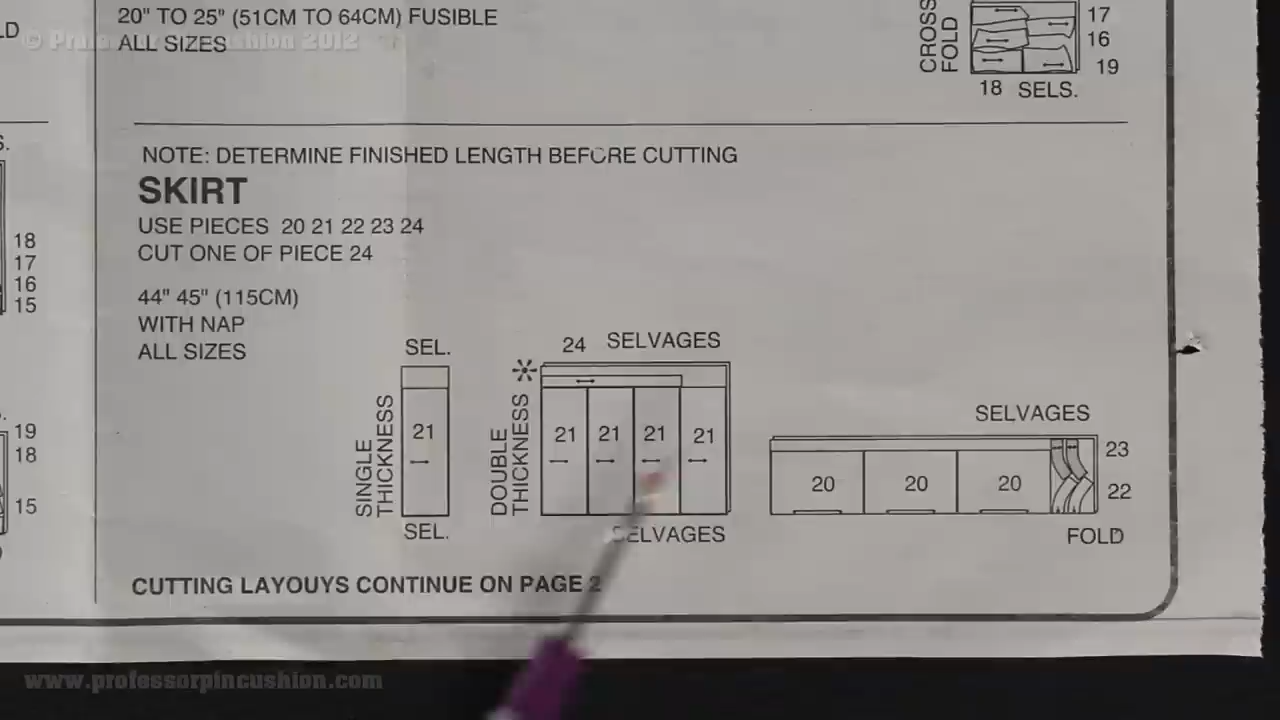 20" TO 25" (51CM TO 64CM) FUSIBLE
ALL SIZES
© Professorpincushion 2012
LD
CROSS
FOLD
17
16
19
18 SELS.
S.
18
17
16
15
19
18
15
NOTE: DETERMINE FINISHED LENGTH BEFORE CUTTING
SKIRT
USE PIECES 20 21 22 23 24
CUT ONE OF PIECE 24
44" 45" (115CM)
WITH NAP
ALL SIZES
SEL.
SINGLE
THICKNESS
21
SEL.
24 SELVAGES
DOUBLE
THICKNESS
21 21 21 21
SELVAGES
SELVAGES
20 20 20
23
22
FOLD
CUTTING LAYOUYS CONTINUE ON PAGE 2
www.professorpincushion.com